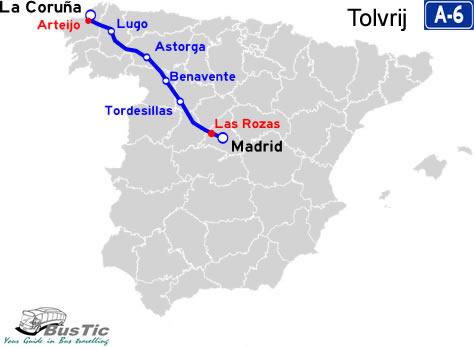 La Coruña
Tolvrij
A-6
Arteijo
Lugo
Astorga
Benavente
Tordesillas
Las Rozas
Madrid
BusTic
Your Guide in Bus travelling